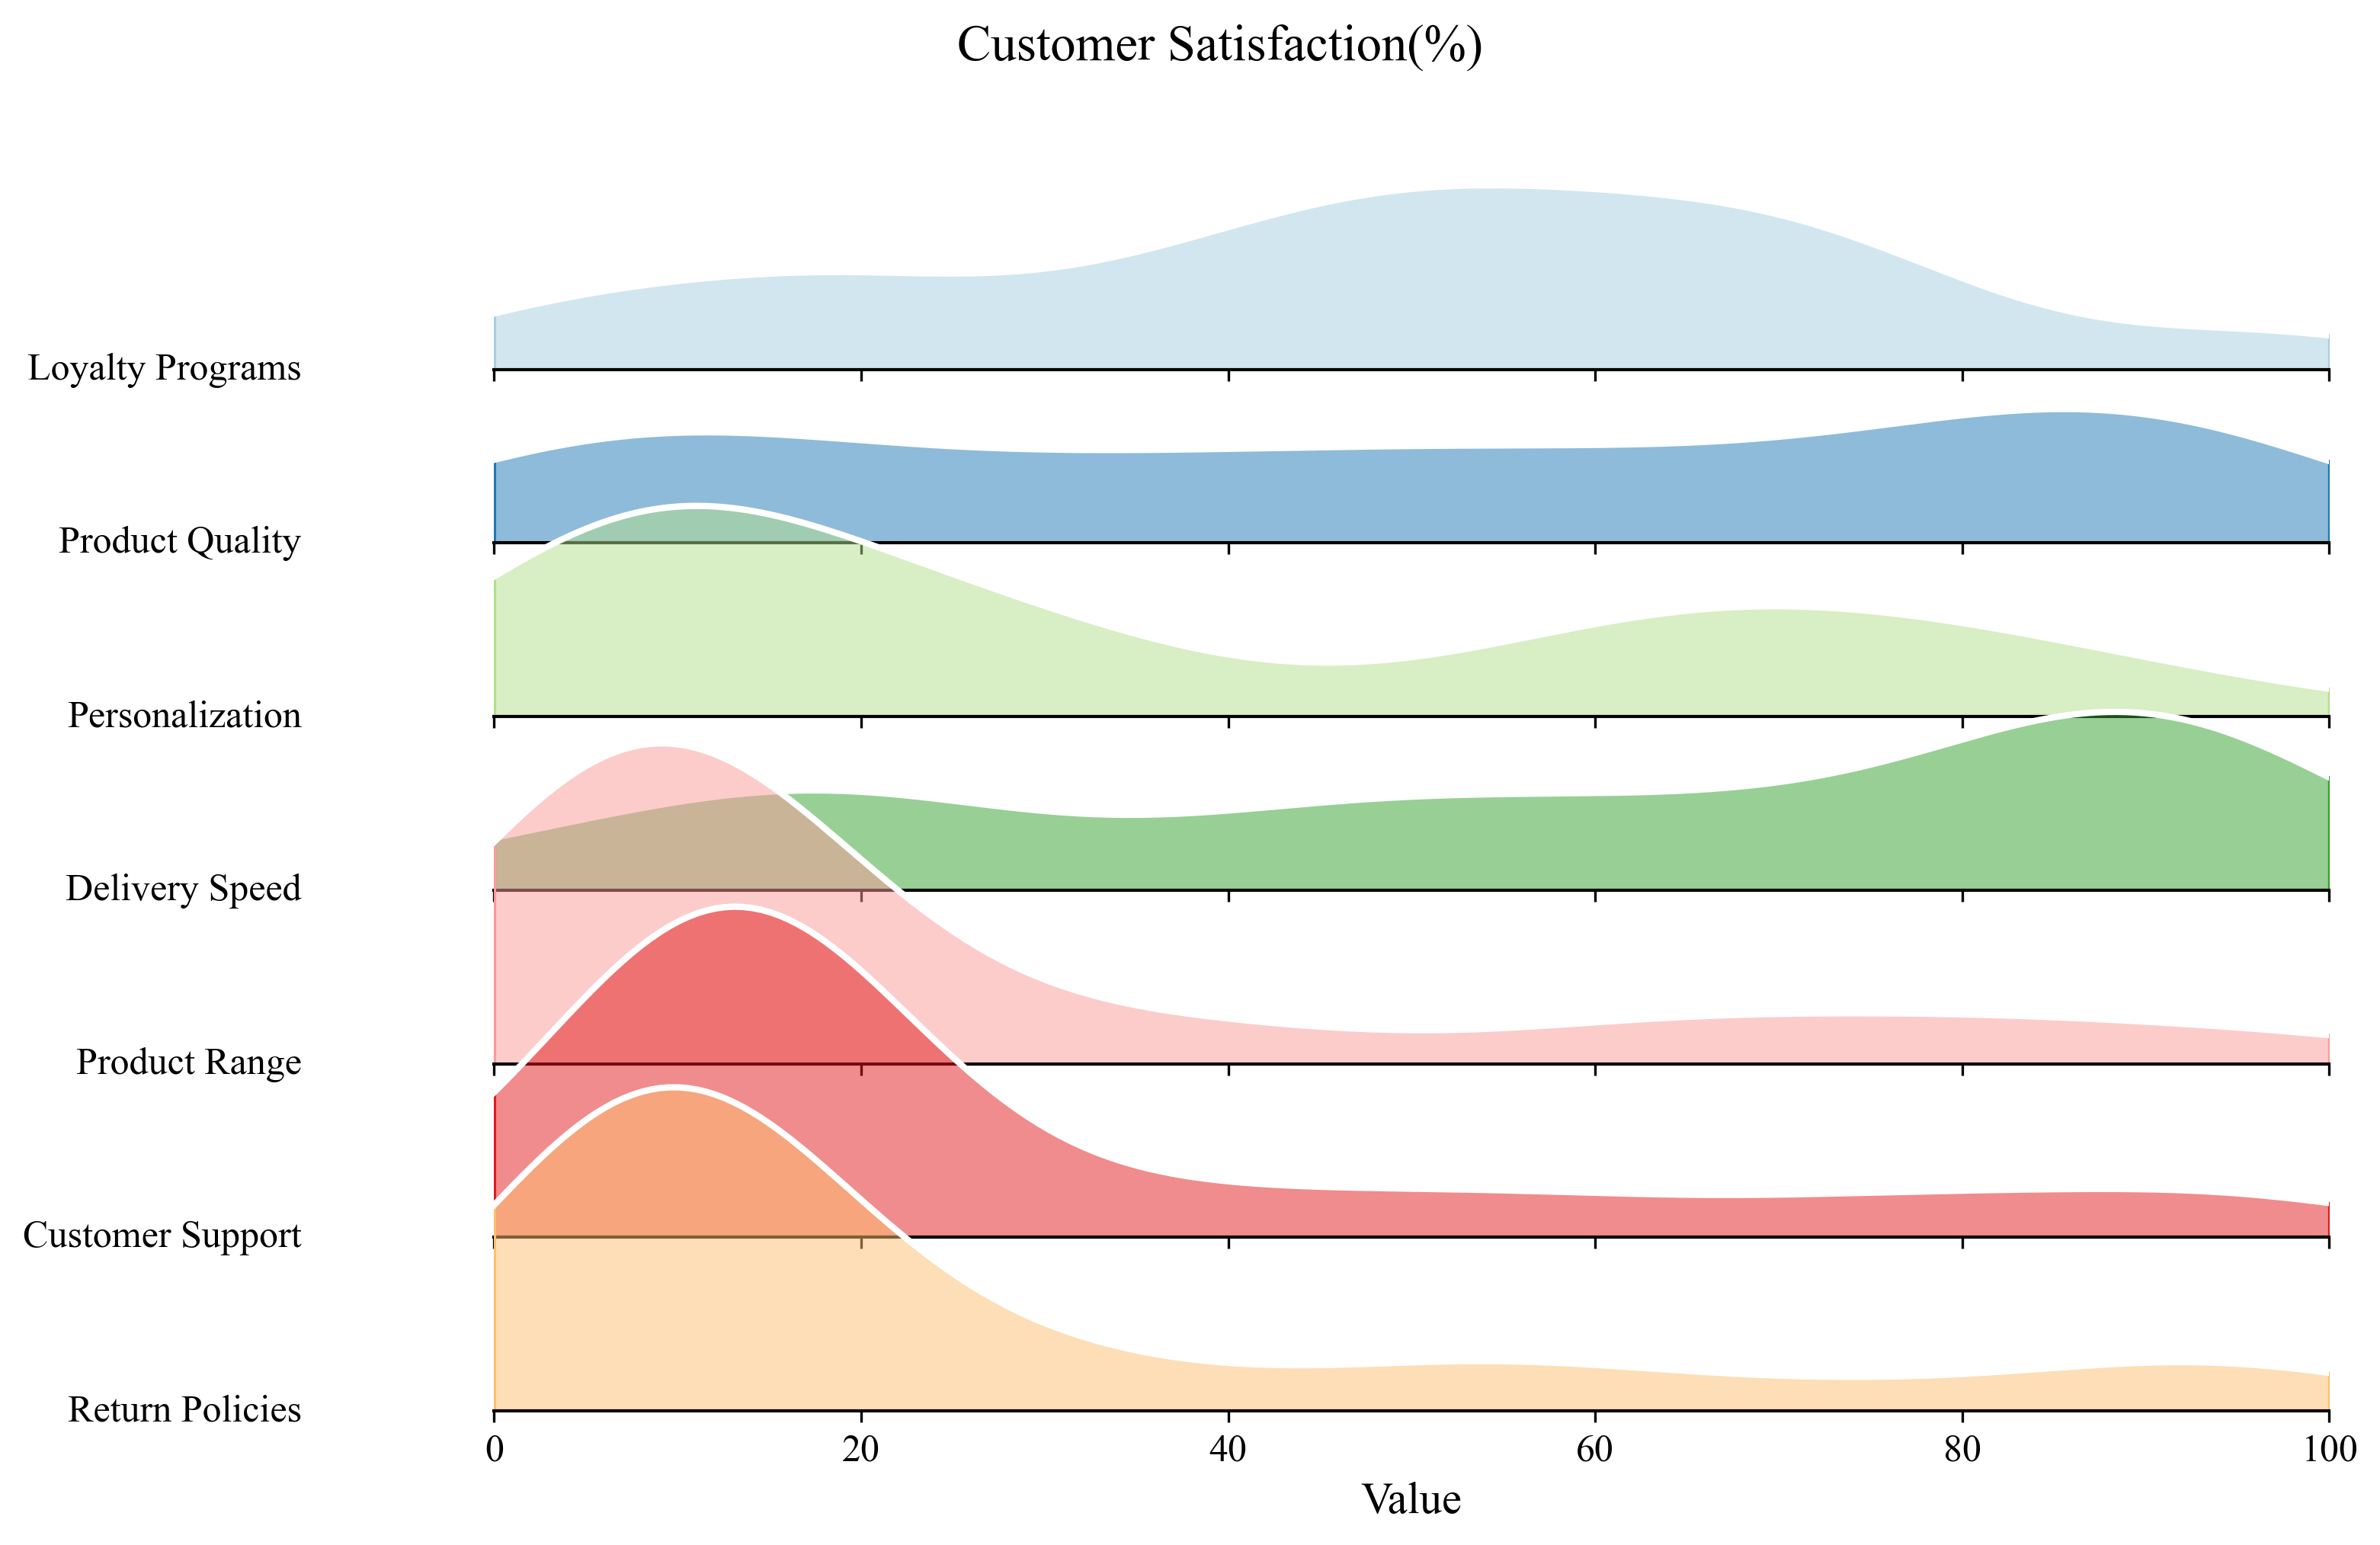 Customer Satisfaction(%)
Loyalty Programs
Product Quality
Personalization
Delivery Speed
Product Range
Customer Support
Return Policies
0 20 40 60 80 100
Value